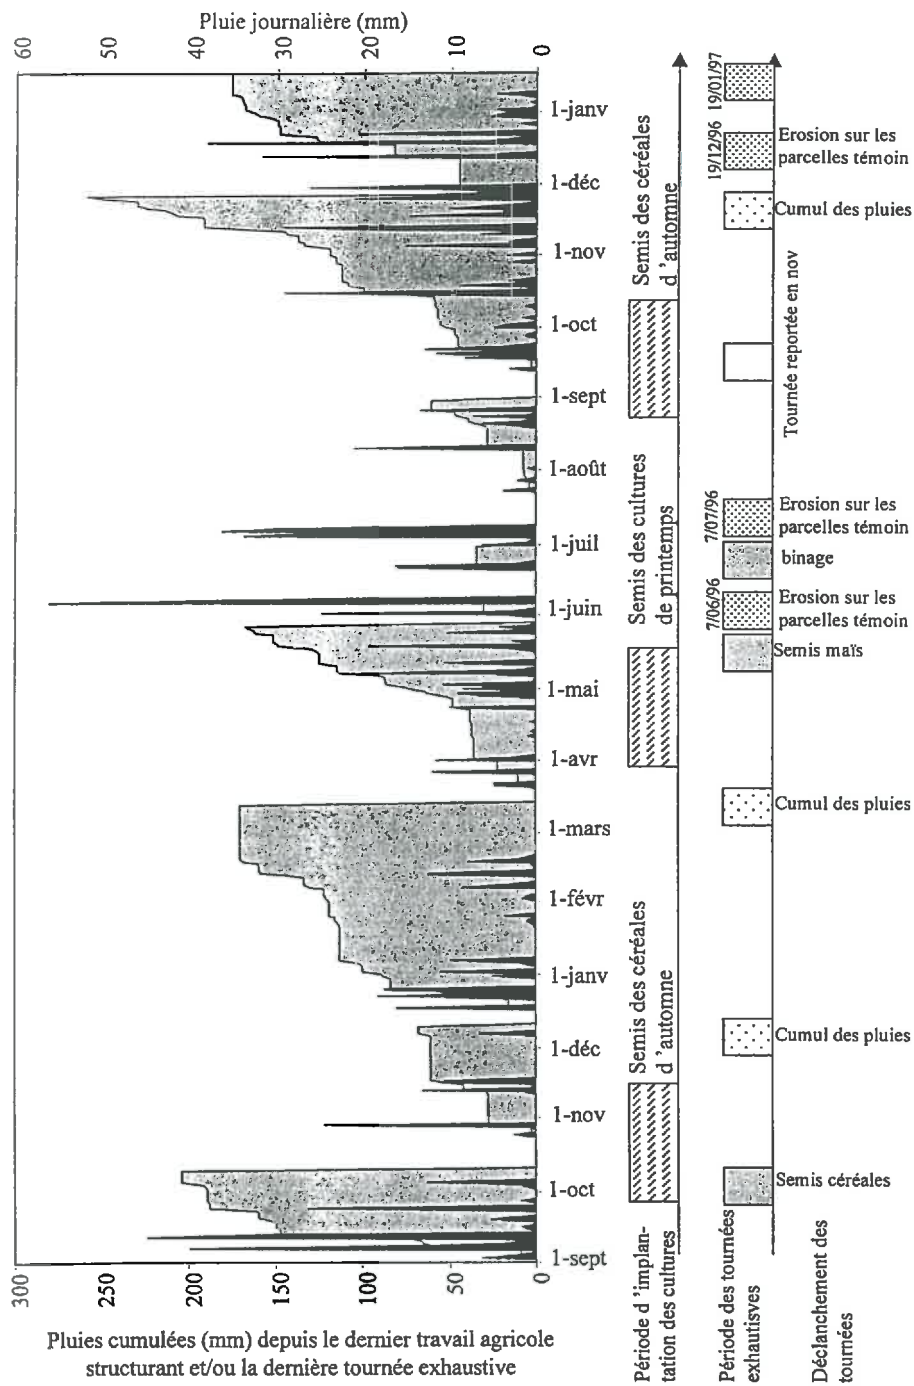 Pluie journalière (mm)
60
50
40
30
20
10
0
1-janv
1-déc
1-nov
1-oct
1-sept
1-août
1-juil
1-juin
1-mai
1-avr
1-mars
1-févr
1-janv
1-déc
1-nov
1-oct
1-sept
300
250
200
150
100
50
0
Pluies cumulées (mm) depuis le dernier travail agricole
structurant et/ou la dernière tournée exhaustive
Semis des céréales
d 'automne
Semis des cultures
de printemps
Semis des céréales
d 'automne
Période d 'implan-
tation des cultures
19/01/97
19/12/96
7/07/96
7/06/96
Période des tournées
exhautisves
Erosion sur les
parcelles témoin
Cumul des pluies
Tournée reportée en nov
Erosion sur les
parcelles témoin
binage
Erosion sur les
parcelles témoin
Semis maïs
Cumul des pluies
Cumul des pluies
Semis céréales
Déclanchement des
tournées